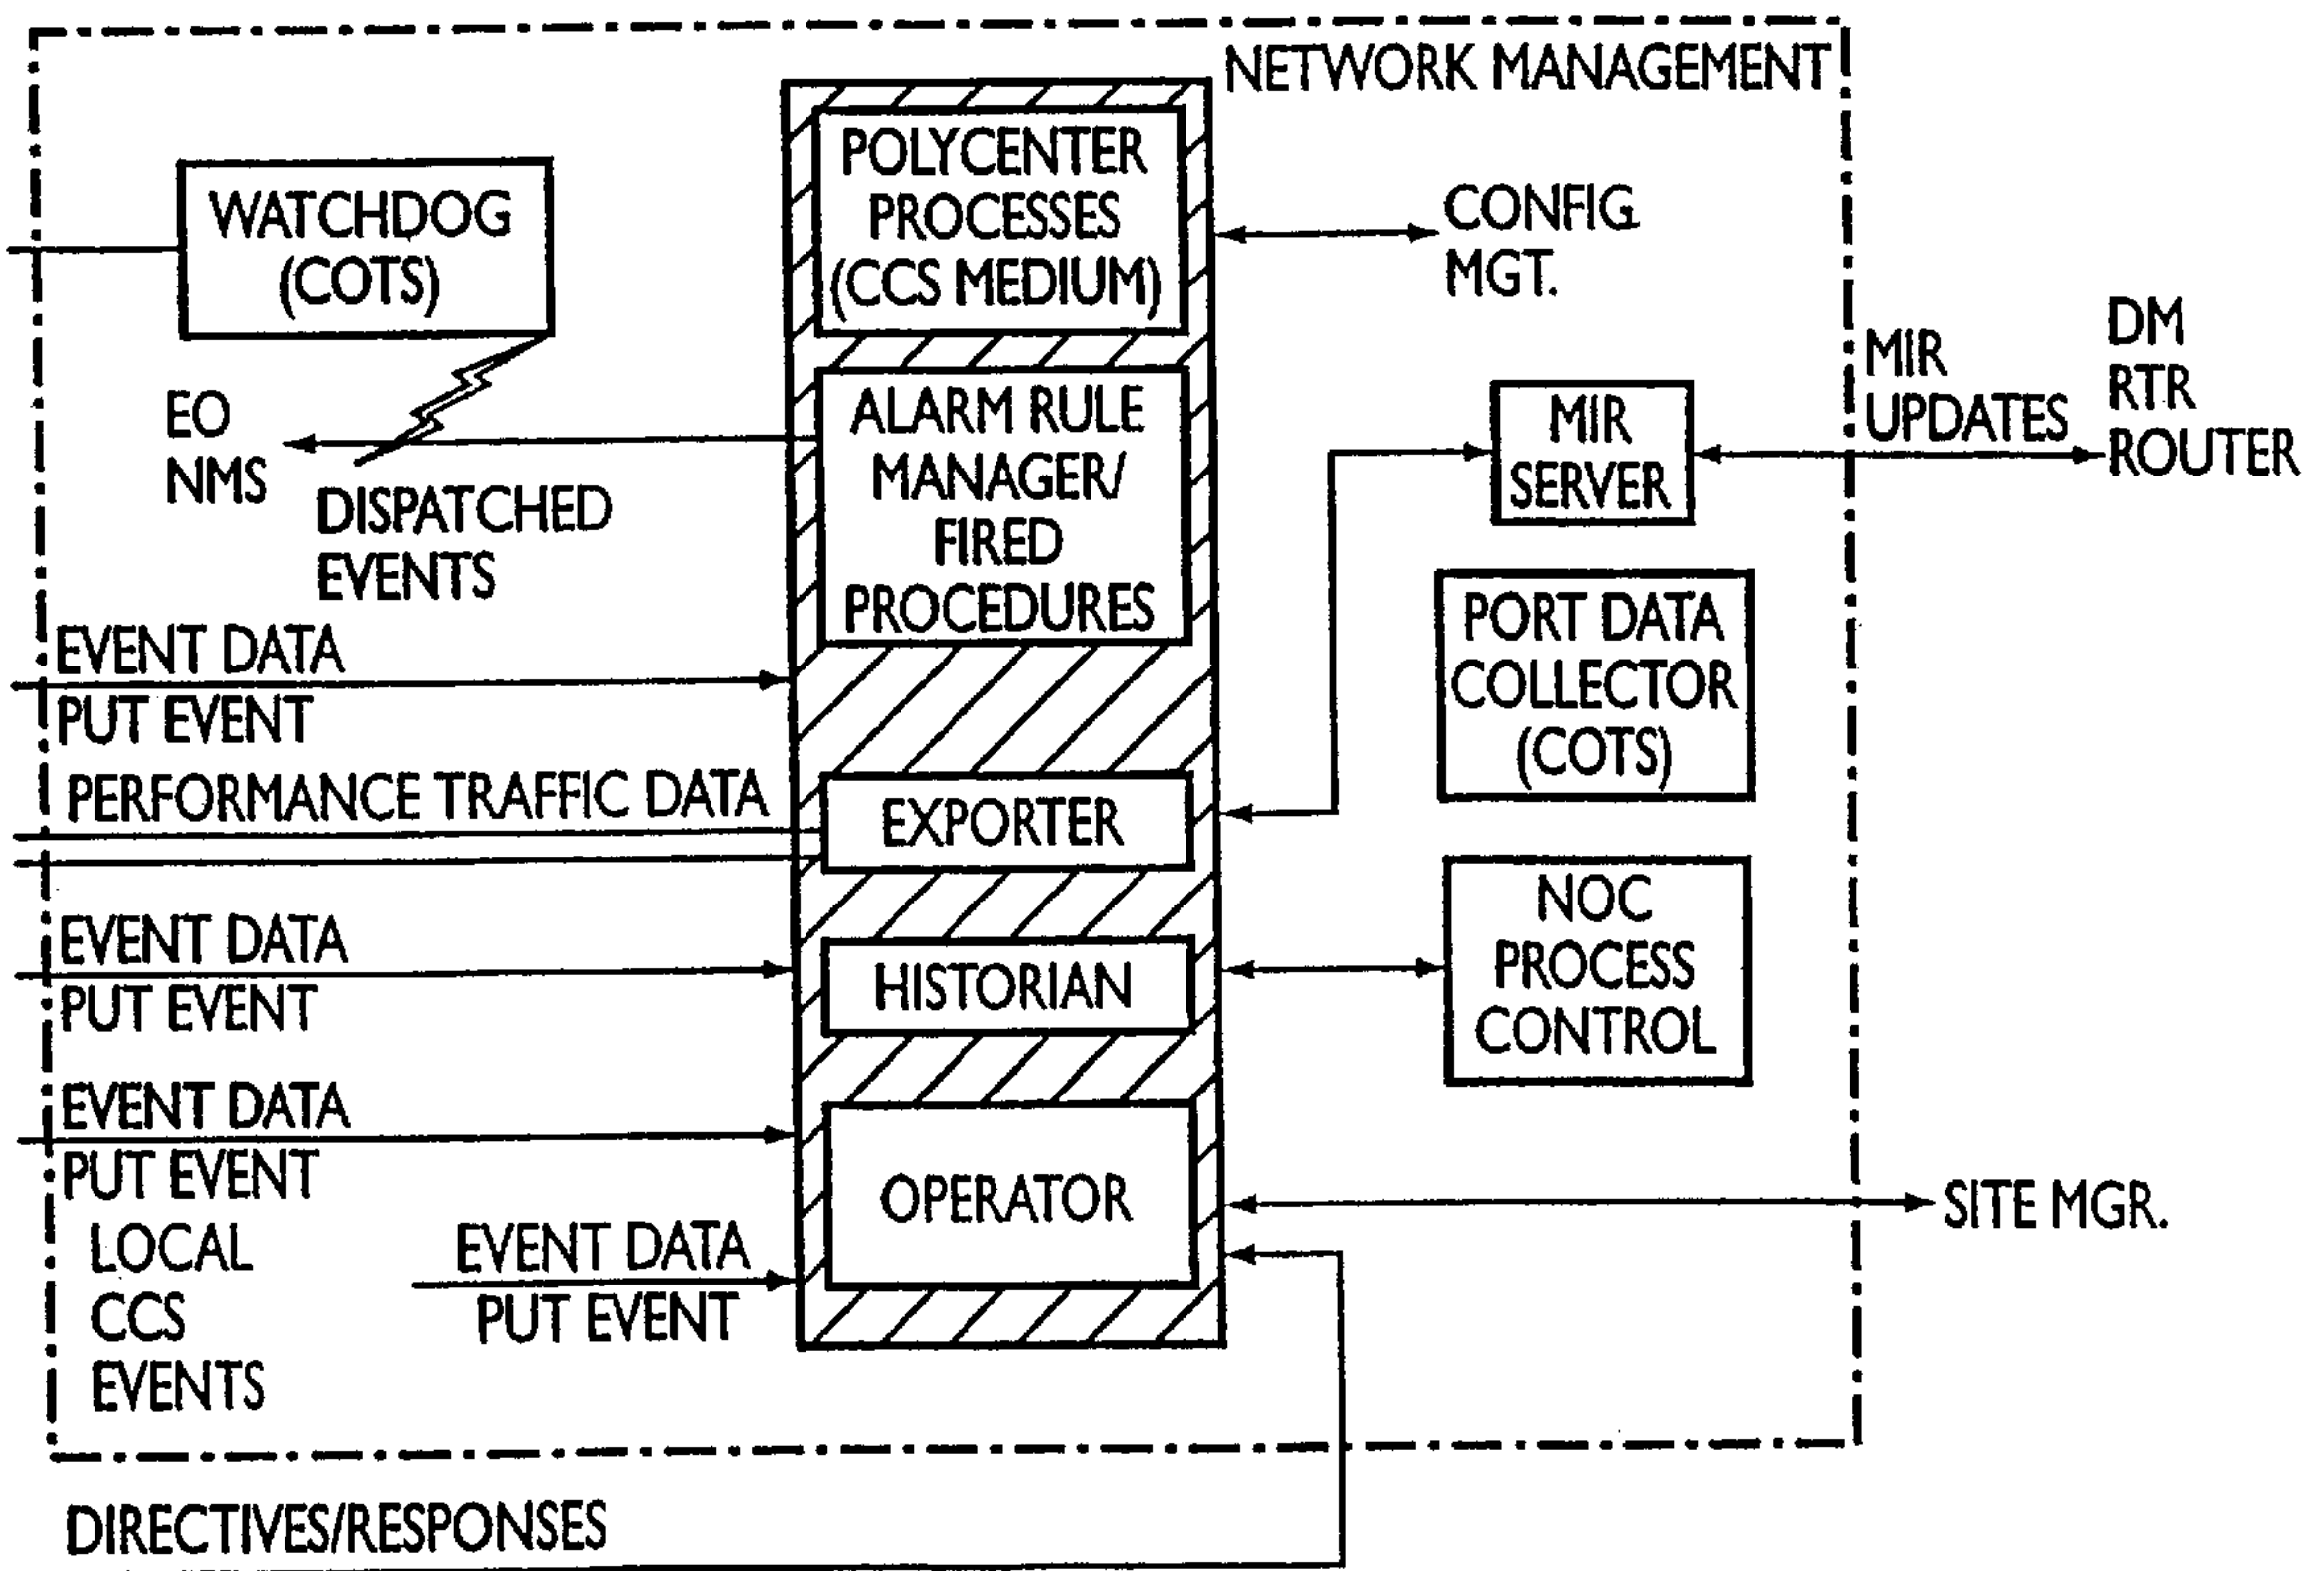 NETWORK MANAGEMENT
POLYCENTER
PROCESSES
(CCS MEDIUM)
WATCHDOG
(COTS)
CONFIG.
MGT.
EO
NMS
DISPATCHED
EVENTS
ALARM RULE
MANAGER/
FIRED
PROCEDURES
MIR
SERVER
MIR
UPDATES
DM
RTR
ROUTER
PORT DATA
COLLECTOR
(COTS)
EVENT DATA
PUT EVENT
PERFORMANCE TRAFFIC DATA
EXPORTER
EVENT DATA
PUT EVENT
HISTORIAN
NOC
PROCESS
CONTROL
EVENT DATA
PUT EVENT
LOCAL
CCS
EVENTS
EVENT DATA
PUT EVENT
OPERATOR
SITE MGR.
DIRECTIVES/RESPONSES